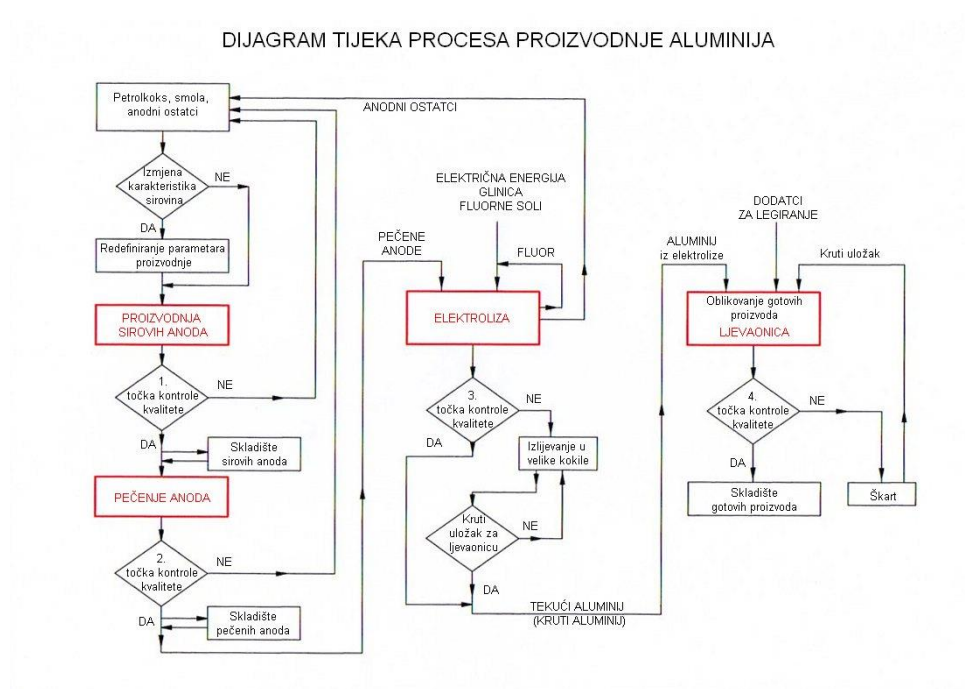 DIJAGRAM TIJEKA PROCESA PROIZVODNJE ALUMINIJA
Petrolkoks, smola,
anodni ostatci
Izmjena
karakteristika
sirovina
NE
DA
Redefiniranje parametara
proizvodnje
PROIZVODNJA
SIROVIH ANODA
1.
točka kontrole
kvalitete
NE
DA
Skladište
sirovih anoda
PEČENJE ANODA
2.
točka kontrole
kvalitete
NE
DA
Skladište
pečenih anoda
ANODNI OSTATCI
ELEKTRIČNA ENERGIJA
GLINICA
FLUORNE SOLI
PEČENE
ANODE
FLUOR
ELEKTROLIZA
3.
točka kontrole
kvalitete
NE
DA
Izlijevanje u
velike kokile
Kruti
uložak za
ljevaonicu
NE
DA
TEKUĆI ALUMINIJ
(KRUTI ALUMINIJ)
DODATCI
ZA LEGIRANJE
ALUMINIJ
iz elektrolize
Kruti uložak
Oblikovanje gotovih
proizvoda
LJEVAONICA
4.
točka kontrole
kvalitete
NE
DA
Skladište
gotovih proizvoda
Škart